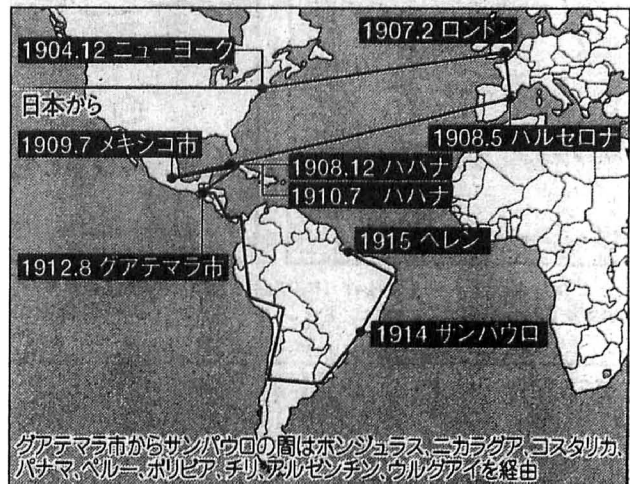 1904.12 ニューヨーク
1907.2 ロンドン
日本から
1909.7 メキシコ市
1908.5 バルセロナ
1908.12 ハバナ
1910.7 ハバナ
1915 ベレン
1912.8 グアテマラ市
1914 サンパウロ
グアテマラ市からサンパウロの間はホンジュラス、ニカラグア、コスタリカ、
パナマ、ペルー、ボリビア、チリ、アルゼンチン、ウルグアイを経由